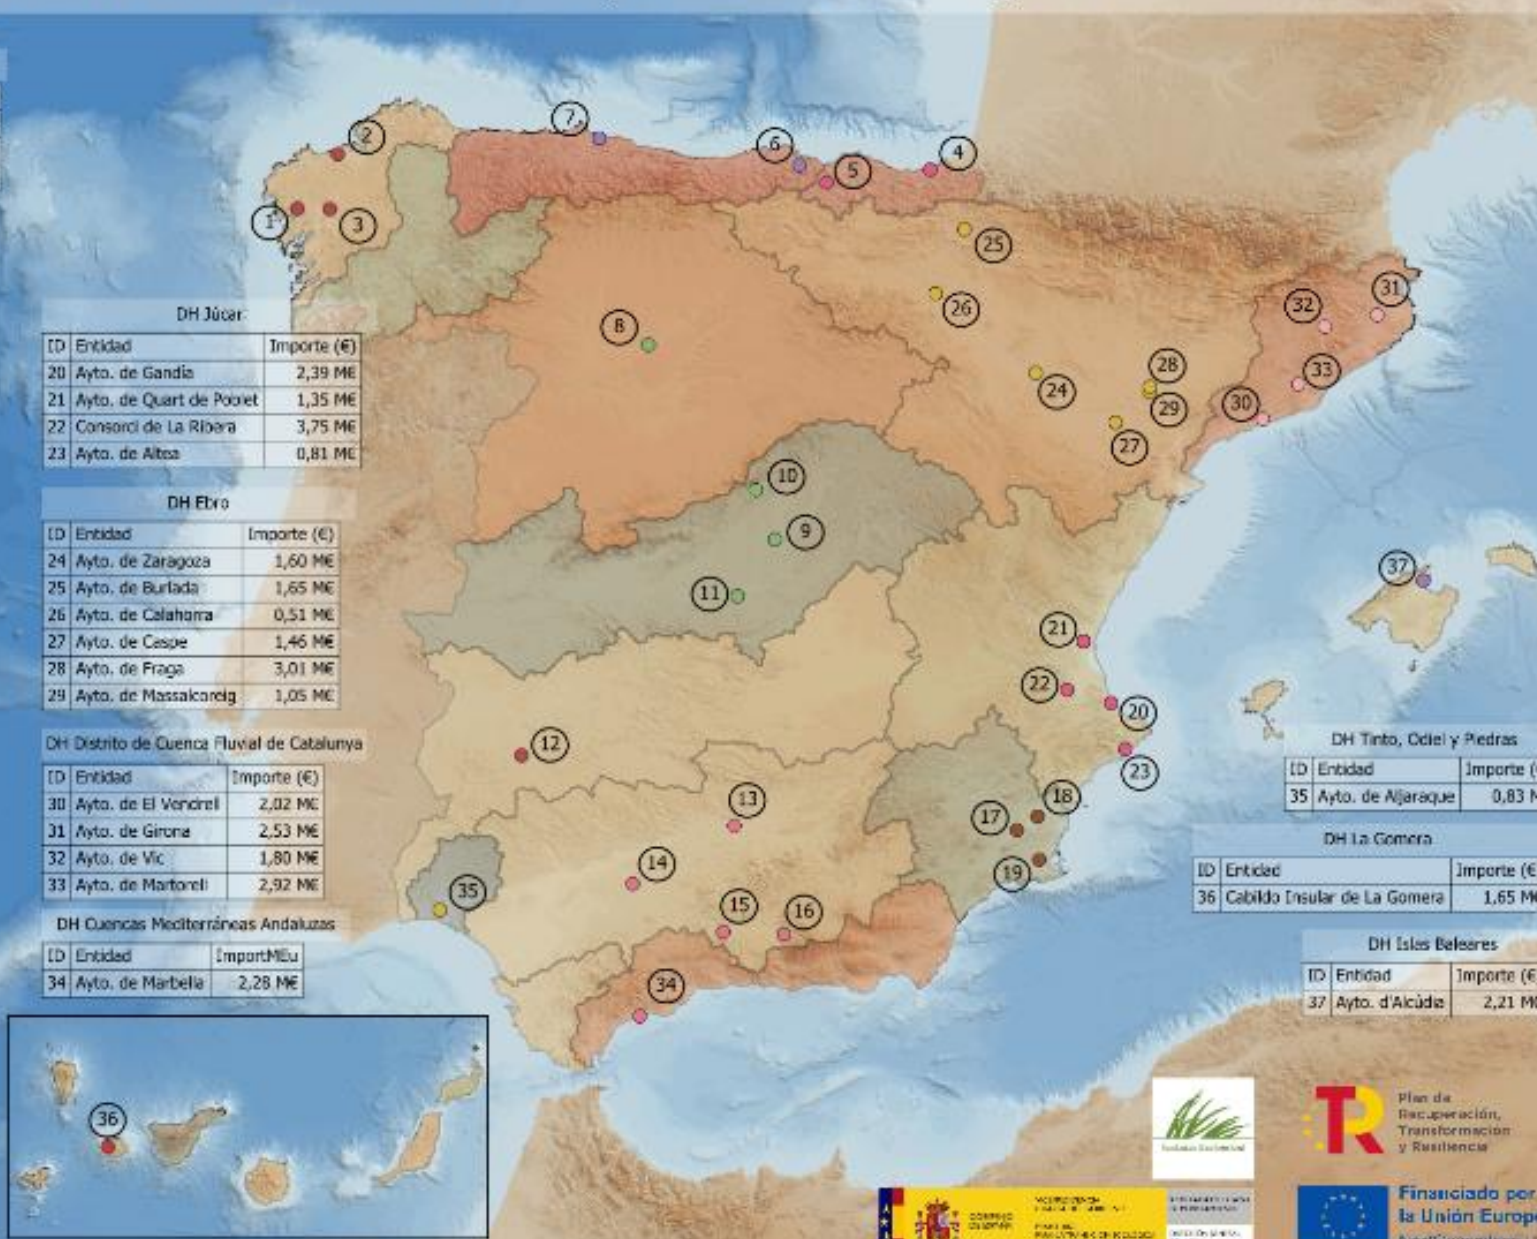 2
7
6
5
4
1
3
25
26
8
32
31
28
24
29
33
30
27
10
9
11
37
21
22
20
23
12
13
18
17
14
19
35
15
16
34
36
DH Júcar
ID Entidad Importe (€)
20 Ayto. de Gandia 2,39 M€
21 Ayto. de Quart de Poblet 1,35 M€
22 Consorci de La Ribera 3,75 M€
23 Ayto. de Altea 0,81 M€
DH Ebro
ID Entidad Importe (€)
24 Ayto. de Zaragoza 1,60 M€
25 Ayto. de Burlada 1,65 M€
26 Ayto. de Calahorra 0,51 M€
27 Ayto. de Caspe 1,46 M€
28 Ayto. de Fraga 3,01 M€
29 Ayto. de Massalcoreig 1,05 M€
DH Distrito de Cuenca Fluvial de Catalunya
ID Entidad Importe (€)
30 Ayto. de El Vendrell 2,02 M€
31 Ayto. de Girona 2,53 M€
32 Ayto. de Vic 1,80 M€
33 Ayto. de Martorell 2,92 M€
DH Cuencas Mediterráneas Andaluzas
ID Entidad ImportMEu
34 Ayto. de Marbella 2,28 M€
DH Tinto, Odiel y Piedras
ID Entidad Importe (
35 Ayto. de Aljaraque 0,83 M
DH La Gomera
ID Entidad Importe (€
36 Cabildo Insular de La Gomera 1,65 M€
DH Islas Baleares
ID Entidad Importe (€
37 Ayto. d'Alcúdia 2,21 M€
Plan de
Recuperación,
Transformación
y Resiliencia
Financiado por
la Unión Europe
GOBIERNO
DE ESPAÑA